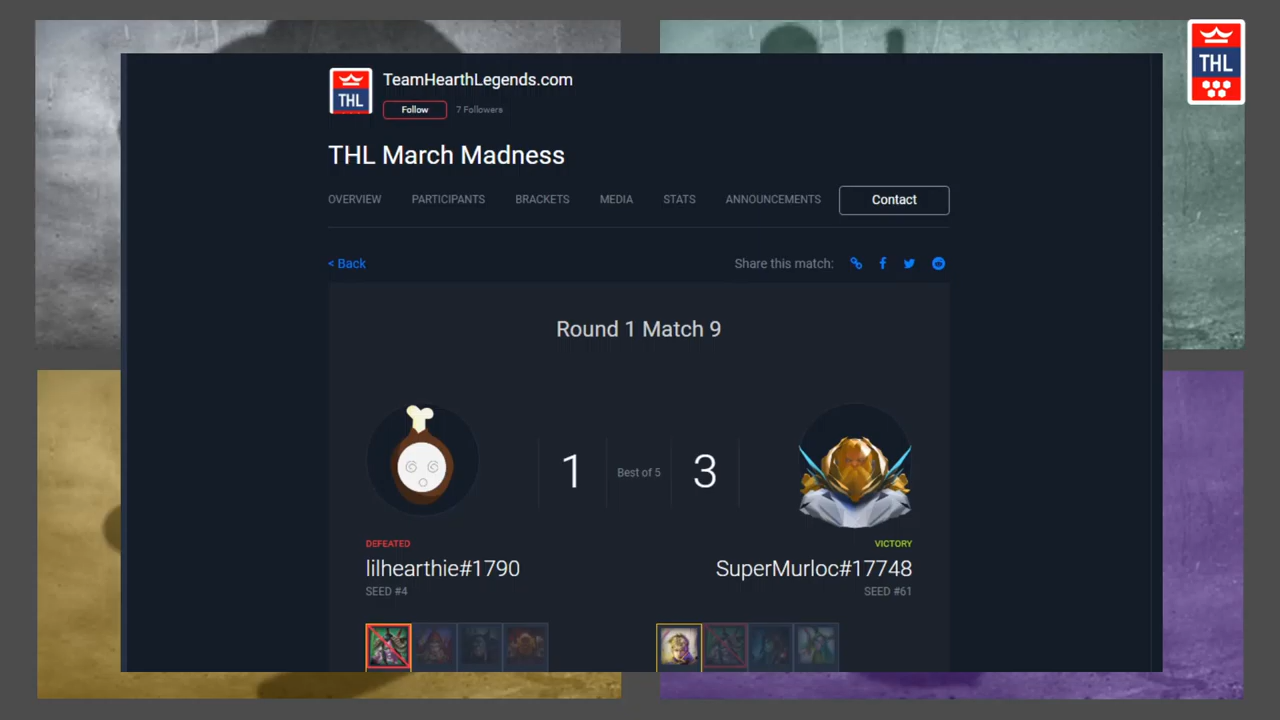 THL
TeamHearthLegends.com
THL
Follow
7 Followers
THL March Madness
OVERVIEW PARTICIPANTS BRACKETS MEDIA STATS ANNOUNCEMENTS Contact
< Back
Share this match:
Round 1 Match 9
1 Best of 5 3
DEFEATED
VICTORY
lilhearthie#1790
SuperMurloc#17748
SEED #4
SEED #61